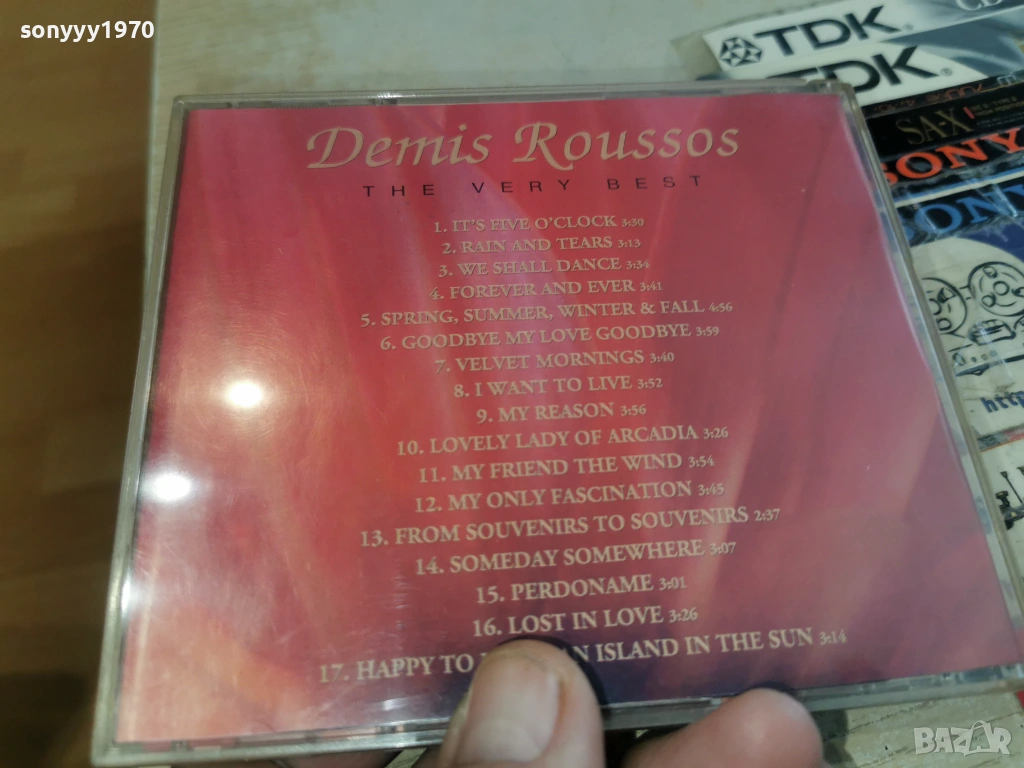 sonyyy1970
TDK
CD
TDK
SA-X
SONY
SONY
http
Demis Roussos
THE VERY BEST
1. IT'S FIVE O'CLOCK 3:30
2. RAIN AND TEARS 3:13
3. WE SHALL DANCE 3:34
4. FOREVER AND EVER 3:41
5. SPRING, SUMMER, WINTER & FALL 4:56
6. GOODBYE MY LOVE GOODBYE 3:59
7. VELVET MORNINGS 3:40
8. I WANT TO LIVE 3:52
9. MY REASON 3:56
10. LOVELY LADY OF ARCADIA 3:26
11. MY FRIEND THE WIND 3:54
12. MY ONLY FASCINATION 3:45
13. FROM SOUVENIRS TO SOUVENIRS 2:37
14. SOMEDAY SOMEWHERE 3:07
15. PERDONAME 3:01
16. LOST IN LOVE 3:26
17. HAPPY TO AN ISLAND IN THE SUN 3:14
BAZAR